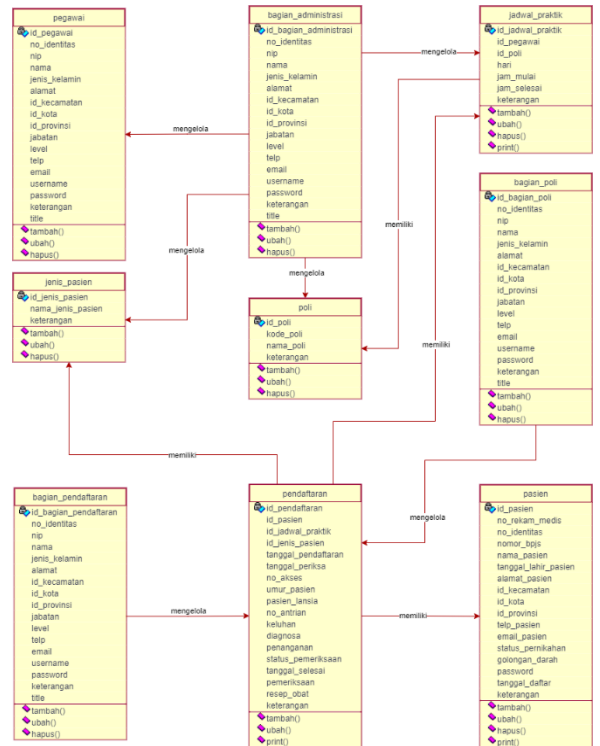 pegawai
id_pegawai
no_identitas
nip
nama
jenis_kelamin
alamat
id_kecamatan
id_kota
id_provinsi
jabatan
level
telp
email
username
password
keterangan
title
tambah()
ubah()
hapus()
bagian_administrasi
id_bagian_administrasi
no_identitas
nip
nama
jenis_kelamin
alamat
id_kecamatan
id_kota
id_provinsi
jabatan
level
telp
email
username
password
keterangan
title
tambah()
ubah()
hapus()
jadwal_praktik
id_jadwal_praktik
id_pegawai
id_poli
hari
jam_mulai
jam_selesai
keterangan
tambah()
ubah()
hapus()
print()
mengelola
mengelola
mengelola
mengelola
memiliki
memiliki
bagian_poli
id_bagian_poli
no_identitas
nip
nama
jenis_kelamin
alamat
id_kecamatan
id_kota
id_provinsi
jabatan
level
telp
email
username
password
keterangan
title
tambah()
ubah()
hapus()
jenis_pasien
id_jenis_pasien
nama_jenis_pasien
keterangan
tambah()
ubah()
hapus()
poli
id_poli
kode_poli
nama_poli
keterangan
tambah()
ubah()
hapus()
memiliki
mengelola
bagian_pendaftaran
id_bagian_pendaftaran
no_identitas
nip
nama
jenis_kelamin
alamat
id_kecamatan
id_kota
id_provinsi
jabatan
level
telp
email
username
password
keterangan
title
tambah()
ubah()
hapus()
mengelola
pendaftaran
id_pendaftaran
id_pasien
id_jadwal_praktik
id_jenis_pasien
tanggal_pendaftaran
tanggal_periksa
no_akses
umur_pasien
pasien_lansia
no_antrian
keluhan
diagnosa
penanganan
status_pemeriksaan
tanggal_selesai
pemeriksaan
resep_obat
keterangan
tambah()
ubah()
print()
memiliki
pasien
id_pasien
no_rekam_medis
no_identitas
nomor_bpjs
nama_pasien
tanggal_lahir_pasien
alamat_pasien
id_kecamatan
id_kota
id_provinsi
telp_pasien
email_pasien
status_pernikahan
golongan_darah
password
tanggal_daftar
keterangan
tambah()
ubah()
hapus()
print()